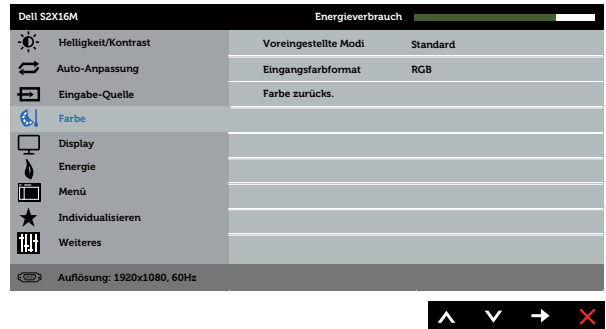 Dell S2X16M Energieverbrauch
Helligkeit/Kontrast Voreingestellte Modi Standard
Auto-Anpassung Eingangsfarbformat RGB
Eingabe-Quelle Farbe zurücks.
Farbe
Display
Energie
Menü
Individualisieren
Weiteres
Auflösung: 1920x1080, 60Hz